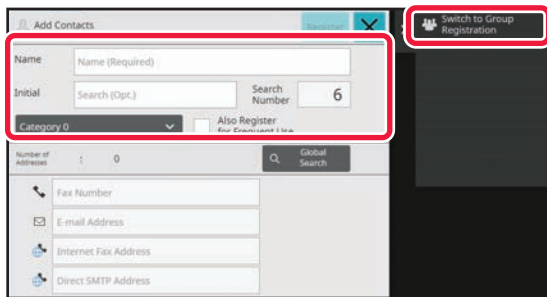 Add Contacts
Register
Switch to Group
Registration
Name
Name (Required)
Initial
Search (Opt.)
Search
Number
6
Category 0
Also Register
for Frequent Use
Number of
Addresses
:
0
Global
Search
Fax Number
E-mail Address
Internet Fax Address
Direct SMTP Address